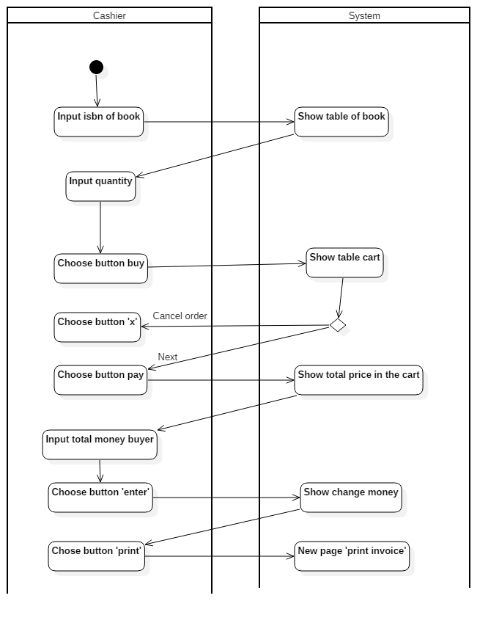 Cashier
System
Input isbn of book
Show table of book
Input quantity
Choose button buy
Show table cart
Cancel order
Choose button 'x'
Next
Choose button pay
Show total price in the cart
Input total money buyer
Choose button 'enter'
Show change money
Chose button 'print'
New page 'print invoice'